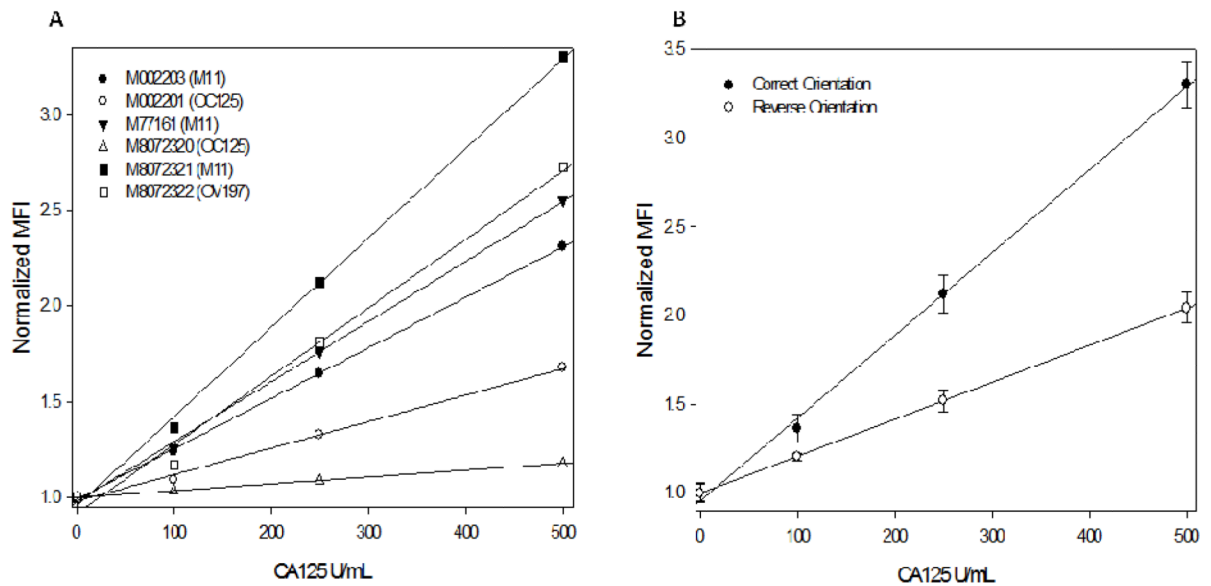 A
M002203 (M11)
M002201 (OC125)
M77161 (M11)
M8072320 (OC125)
M8072321 (M11)
M8072322 (OV197)
3.0
2.5
2.0
1.5
1.0
0 100 200 300 400 500
Normalized MFI
CA125 U/mL
B
Correct Orientation
Reverse Orientation
3.5
3.0
2.5
2.0
1.5
1.0
0 100 200 300 400 500
Normalized MFI
CA125 U/mL